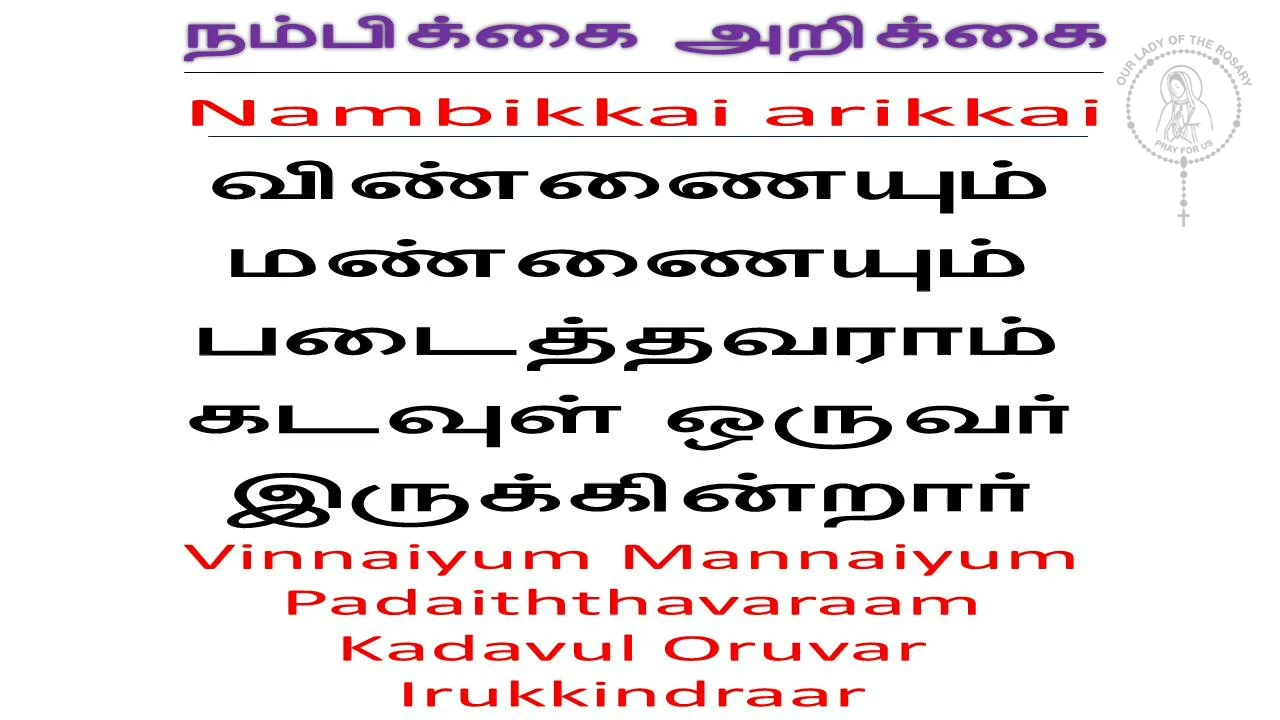 நம்பிக்கை அறிக்கை
Nambikkai arikkai
OUR LADY OF THE ROSARY
PRAY FOR US
விண்ணையும்
மண்ணையும்
படைத்தவராம்
கடவுள் ஒருவர்
இருக்கின்றார்
Vinnaiyum Mannaiyum
Padaiththavaraam
Kadavul Oruvar
Irukkindraar